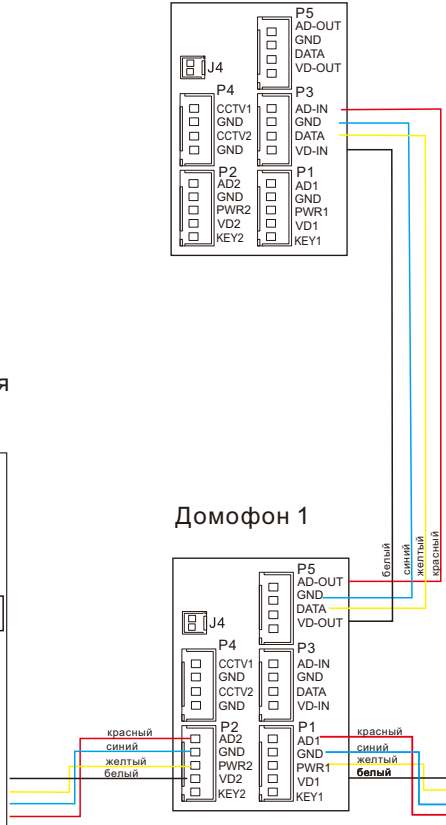 P5
AD-OUT
GND
DATA
VD-OUT
J4
P4
CCTV1
GND
CCTV2
GND
P3
AD-IN
GND
DATA
VD-IN
P2
AD2
GND
PWR2
VD2
KEY2
P1
AD1
GND
PWR1
VD1
KEY1
я
белый
синий
желтый
красный
Домофон 1
P5
AD-OUT
GND
DATA
VD-OUT
J4
P4
CCTV1
GND
CCTV2
GND
P3
AD-IN
GND
DATA
VD-IN
красный
синий
желтый
белый
P2
AD2
GND
PWR2
VD2
KEY2
P1
AD1
GND
PWR1
VD1
KEY1
красный
синий
желтый
белый